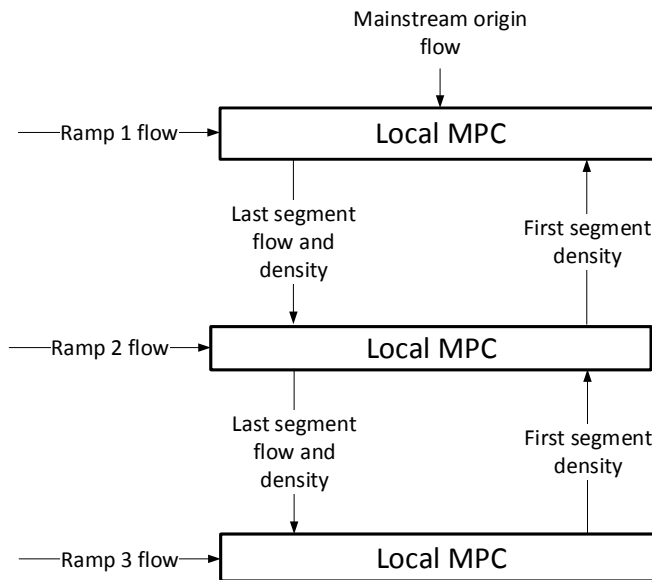 Mainstream origin
flow
Ramp 1 flow
Local MPC
Last segment
flow and
density
First segment
density
Ramp 2 flow
Local MPC
Last segment
flow and
density
First segment
density
Ramp 3 flow
Local MPC